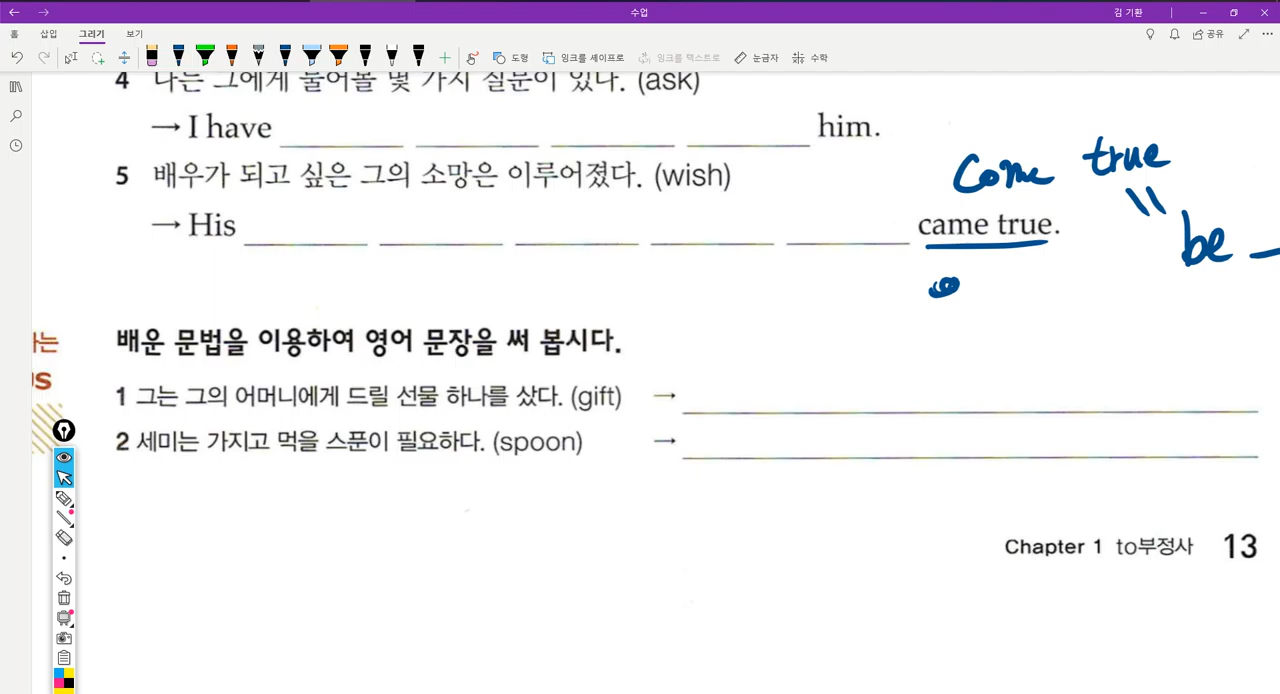 수업
김 기환
홈 삽입 그리기 보기
공유
도형 잉크를 셰이프로 잉크를 텍스트로 눈금자 수학
4 나는 그에게 물어볼 몇 가지 질문이 있다. (ask)
→ I have him.
5 배우가 되고 싶은 그의 소망은 이루어졌다. (wish)
→ His came true.
come true
=
be
배운 문법을 이용하여 영어 문장을 써 봅시다.
1 그는 그의 어머니에게 드릴 선물 하나를 샀다. (gift) →
2 세미는 가지고 먹을 스푼이 필요하다. (spoon) →
Chapter 1 to부정사 13